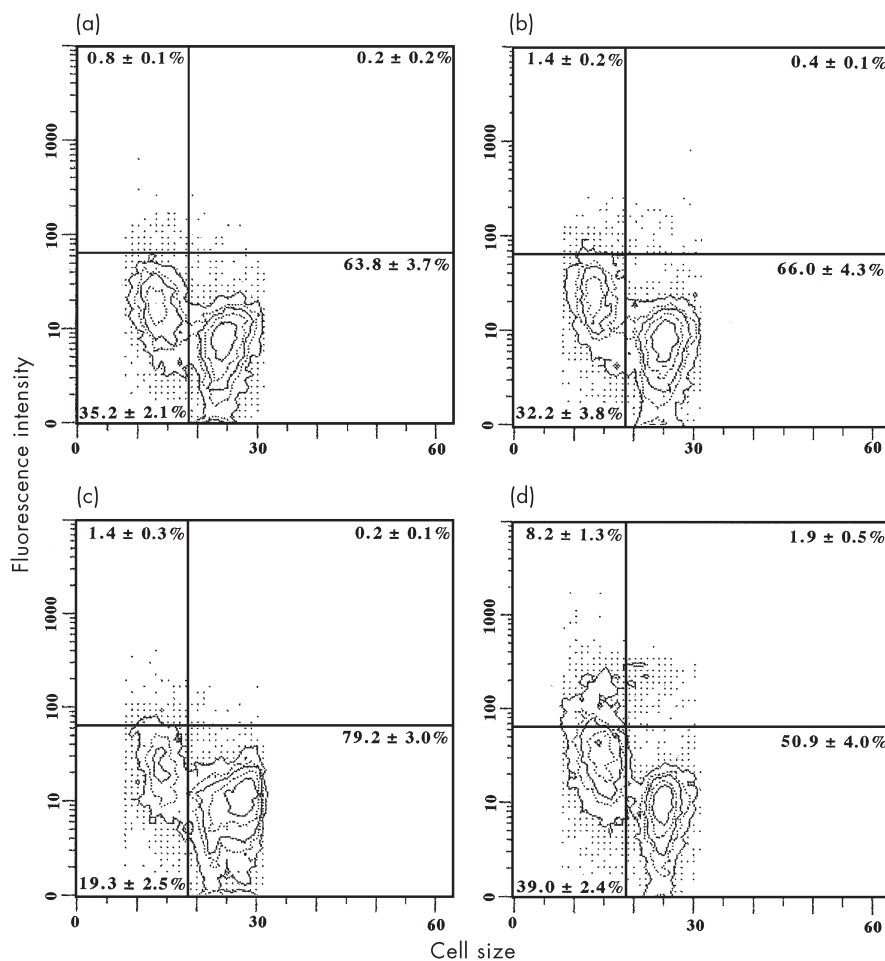 (a)
0.8 ± 0.1%
0.2 ± 0.2%
63.8 ± 3.7%
35.2 ± 2.1%
1000
100
10
0
0
30
60
(b)
1.4 ± 0.2%
0.4 ± 0.1%
66.0 ± 4.3%
32.2 ± 3.8%
1000
100
10
0
0
30
60
Fluorescence intensity
(c)
1.4 ± 0.3%
0.2 ± 0.1%
79.2 ± 3.0%
19.3 ± 2.5%
1000
100
10
0
0
30
60
(d)
8.2 ± 1.3%
1.9 ± 0.5%
50.9 ± 4.0%
39.0 ± 2.4%
1000
100
10
0
0
30
60
Cell size